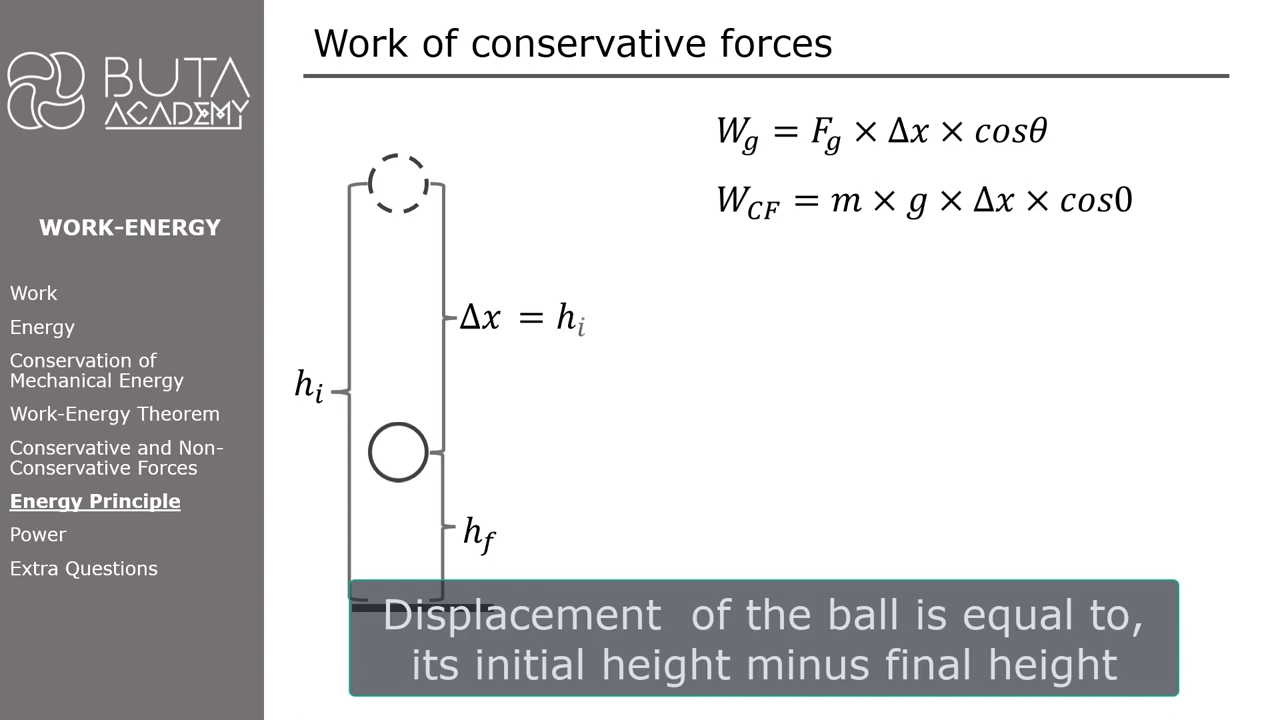 BUTA
ACADEMY
WORK-ENERGY
Work
Energy
Conservation of
Mechanical Energy
Work-Energy Theorem
Conservative and Non-
Conservative Forces
Energy Principle
Power
Extra Questions
Work of conservative forces
W_g = F_g × Δx × cosθ
W_CF = m × g × Δx × cos0
Δx = h_i
h_i
h_f
Displacement of the ball is equal to,
its initial height minus final height